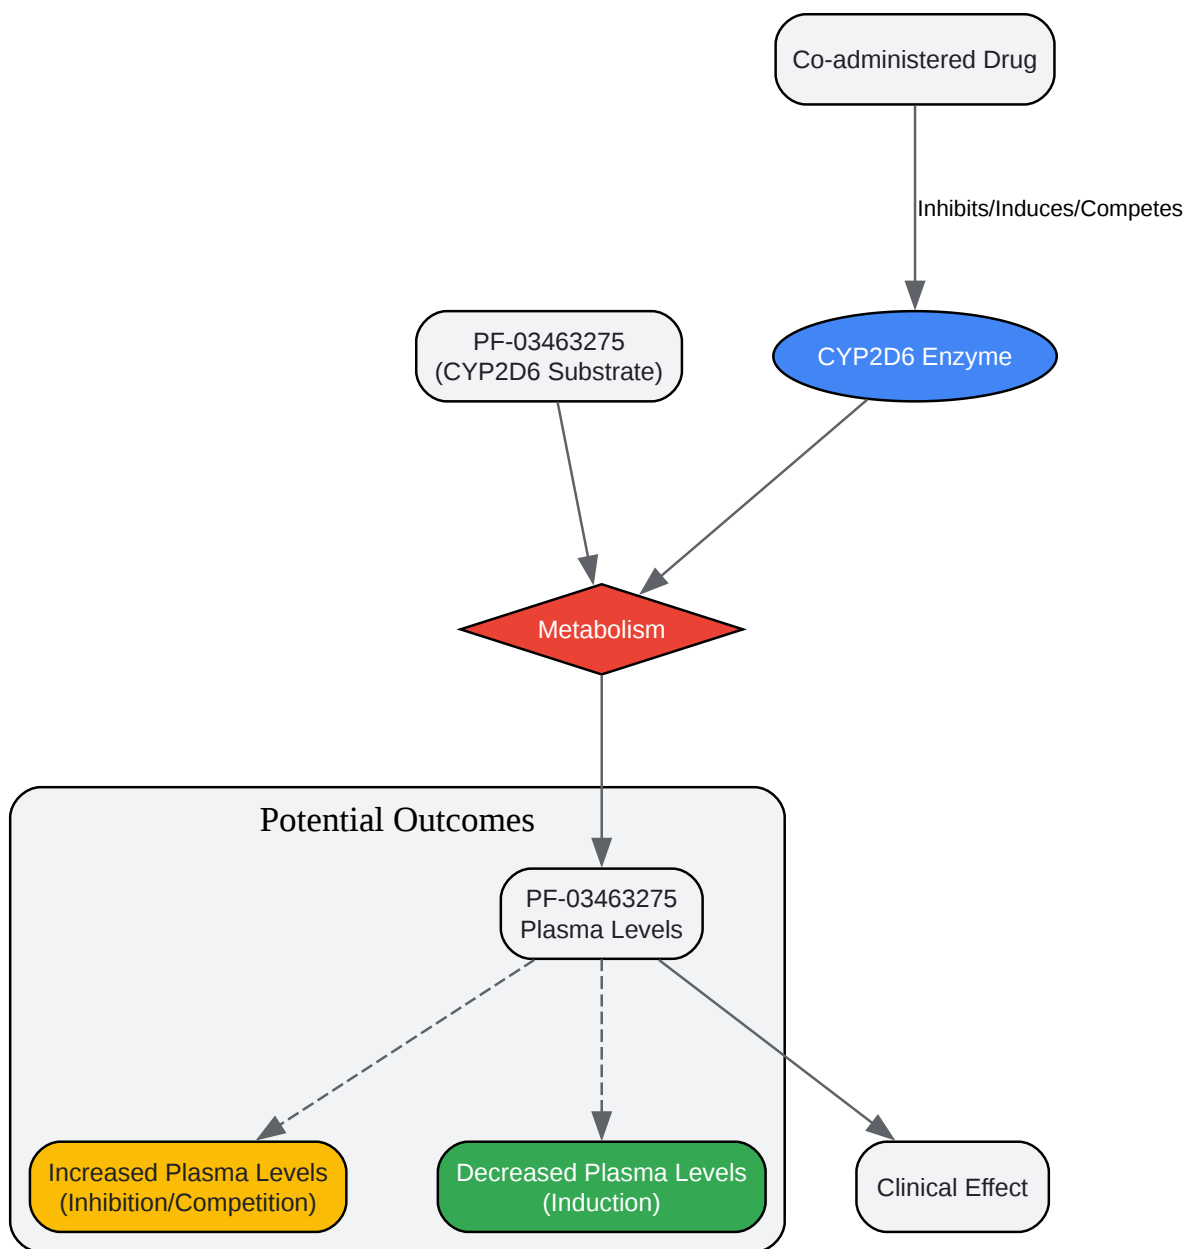 Co-administered Drug
Inhibits/Induces/Competes
PF-03463275
(CYP2D6 Substrate)
CYP2D6 Enzyme
Metabolism
Potential Outcomes
PF-03463275
Plasma Levels
Increased Plasma Levels
(Inhibition/Competition)
Decreased Plasma Levels
(Induction)
Clinical Effect